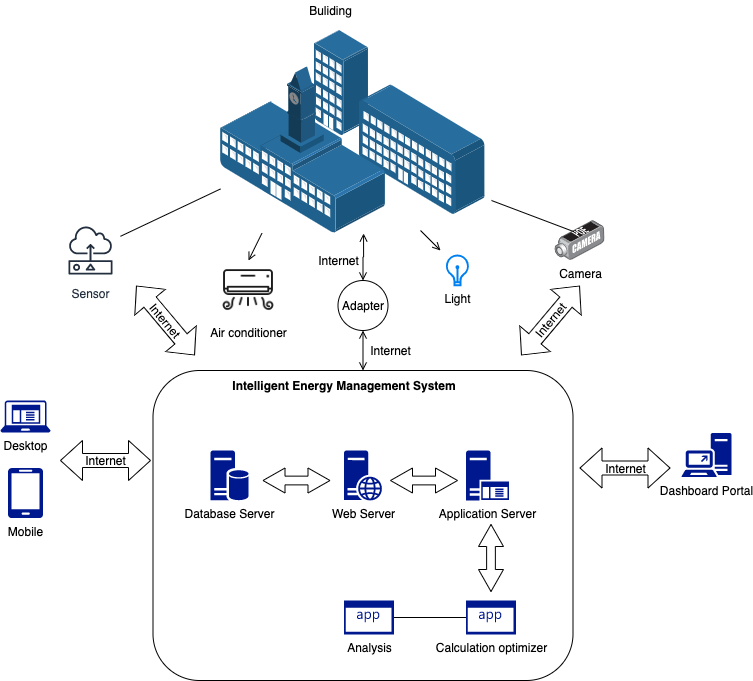 Buliding
Internet
Sensor
Air conditioner
Adapter
Light
POE
CAMERA
Camera
Internet
Internet
Internet
Intelligent Energy Management System
Desktop
Internet
Mobile
Database Server
Web Server
Application Server
Internet
Dashboard Portal
app
app
Analysis
Calculation optimizer